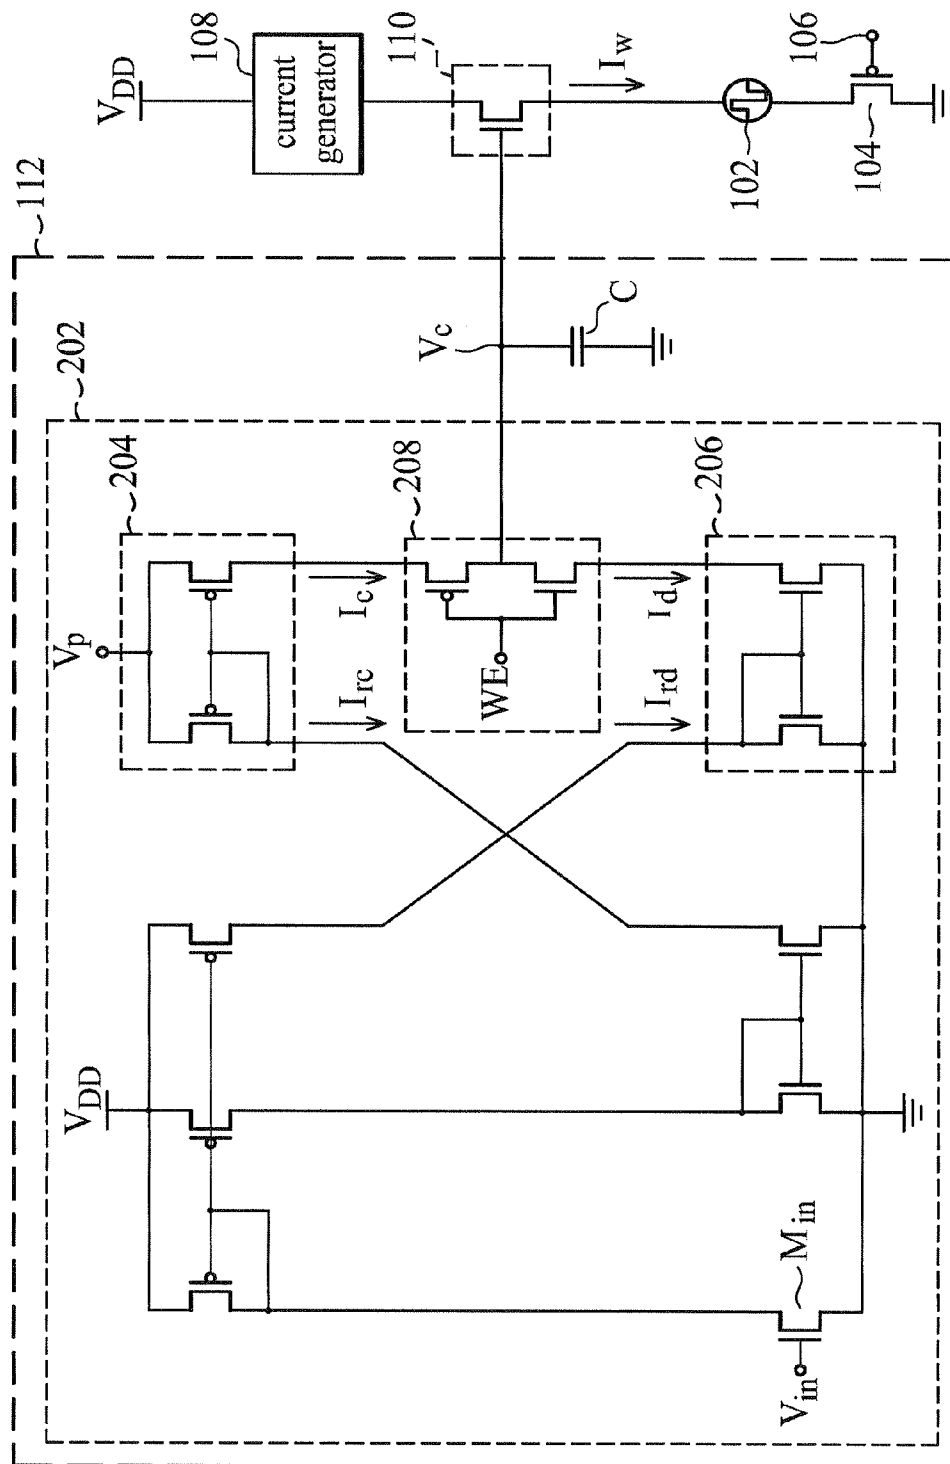 112
202
V_DD
V_p
204
V_DD
108
current
generator
I_rc
I_c
110
208
WE
V_c
I_w
I_rd
I_d
C
206
102
M_in
V_in
104
106